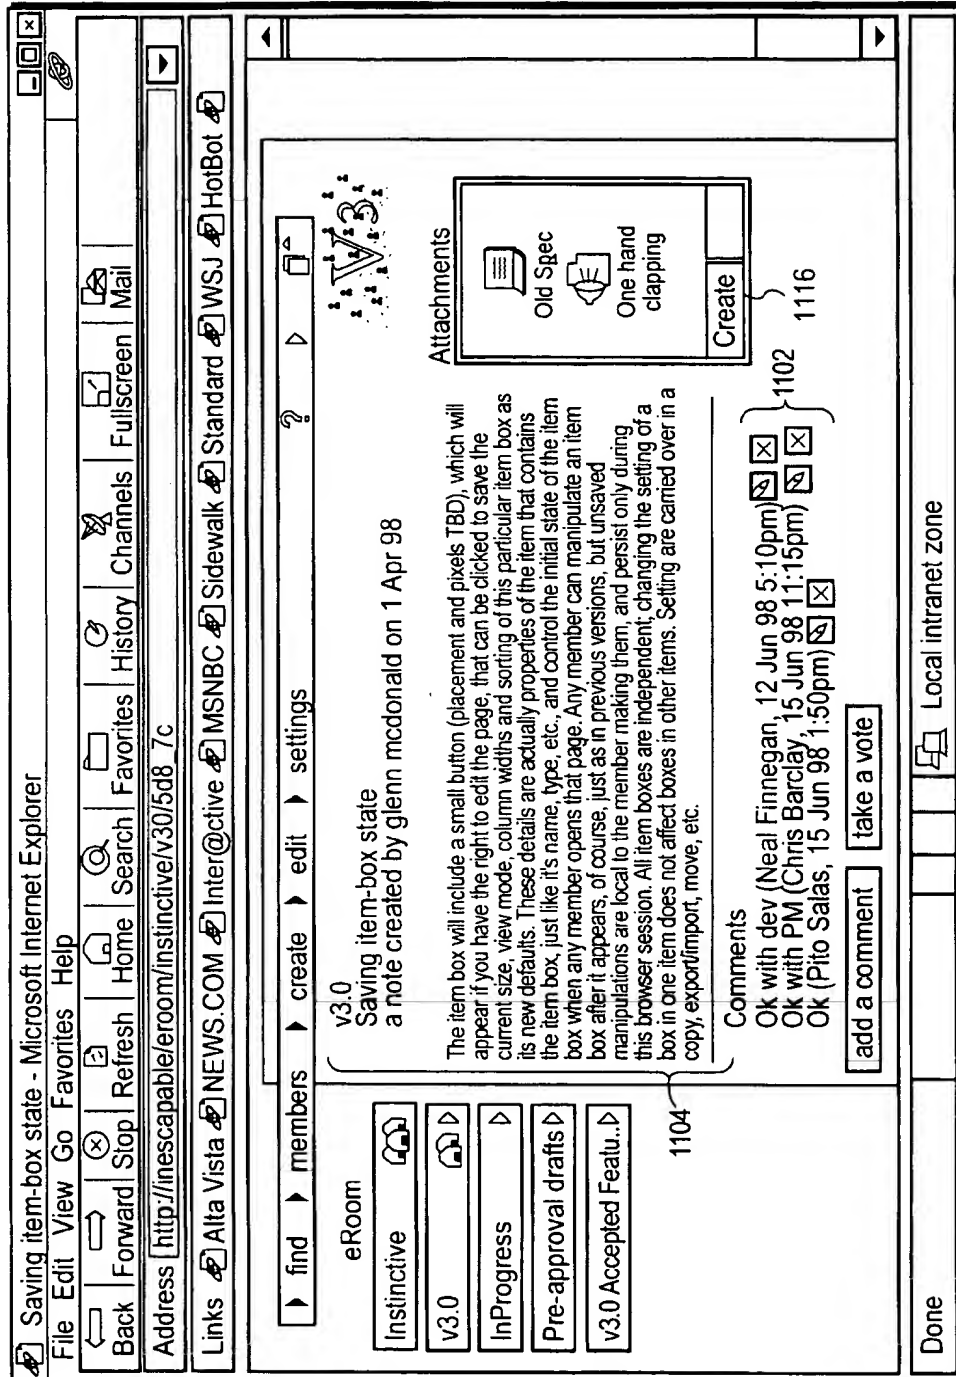 Saving item-box state - Microsoft Internet Explorer
File Edit View Go Favorites Help
Back Forward Stop Refresh Home Search Favorites History Channels Fullscreen Mail
Address http://inescapable/eroom/instinctive/v30/5d8_7c
Links Alta Vista NEWS.COM Inter@ctive MSNBC Sidewalk Standard WSJ HotBot
find members create edit settings ?
eRoom
Instinctive
v3.0
InProgress
Pre-approval drafts
v3.0 Accepted Featu..
1104
v3.0
Saving item-box state
a note created by glenn mcdonald on 1 Apr 98
V3
The item box will include a small button (placement and pixels TBD), which will
appear if you have the right to edit the page, that can be clicked to save the
current size, view mode, column widths and sorting of this particular item box as
its new defaults. These details are actually properties of the item that contains
the item box, just like it's name, type, etc., and control the initial state of the item
box when any member opens that page. Any member can manipulate an item
box after it appears, of course, just as in previous versions, but unsaved
manipulations are local to the member making them, and persist only during
this browser session. All item boxes are independent; changing the setting of a
box in one item does not affect boxes in other items. Setting are carried over in a
copy, export/import, move, etc.
Attachments
Old Spec
One hand
clapping
Create
1116
Comments
Ok with dev (Neal Finnegan, 12 Jun 98 5:10pm)
Ok with PM (Chris Barclay, 15 Jun 98 11:15pm)
Ok (Pito Salas, 15 Jun 98 1:50pm)
1102
add a comment take a vote
Done Local intranet zone